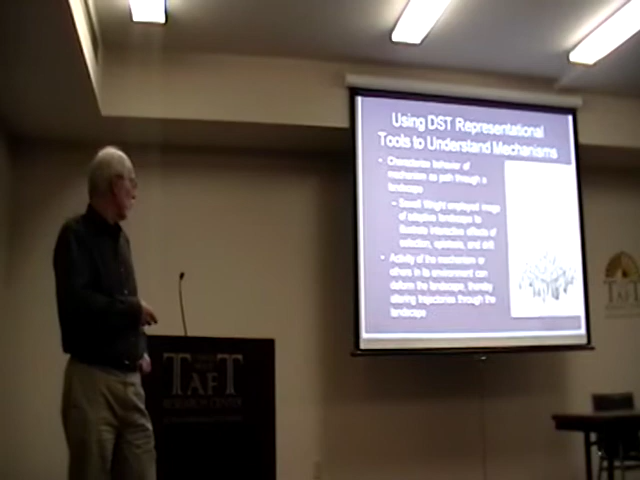 Using DST Representational
Tools to Understand Mechanisms
• Characterize behavior of
mechanism as path through a
landscape
– Sewall Wright employed image
of adaptive landscape to
illustrate interactive effects of
selection, epistasis, and drift
• Activity of the mechanism or
others in its environment can
deform the landscape, thereby
altering trajectories through the
landscape
TAFT
RESEARCH CENTER
TAFT